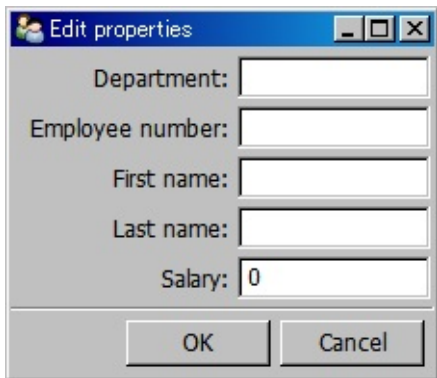 Edit properties
Department:
Employee number:
First name:
Last name:
Salary: 0
OK Cancel